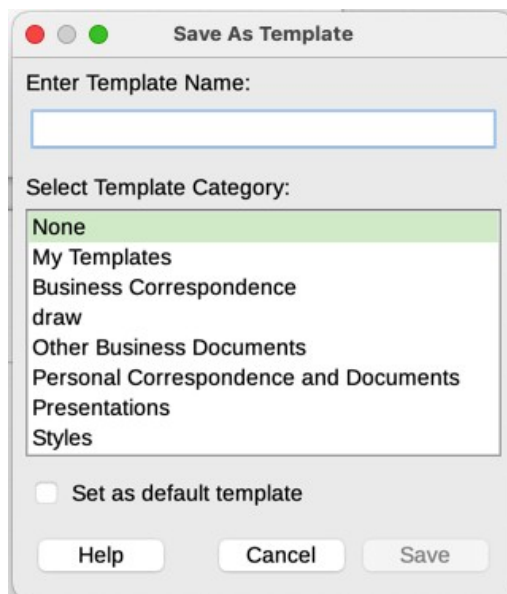 Save As Template
Enter Template Name:
Select Template Category:
None
My Templates
Business Correspondence
draw
Other Business Documents
Personal Correspondence and Documents
Presentations
Styles
Set as default template
Help Cancel Save